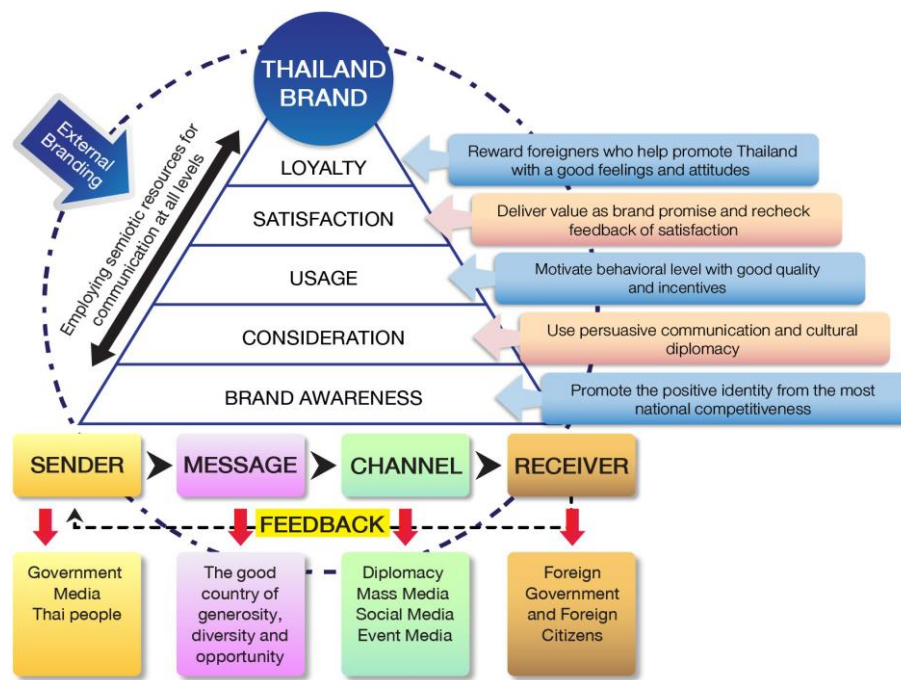 THAILAND
BRAND
External
Branding
Employing semiotic resources for
communication at all levels
LOYALTY
Reward foreigners who help promote Thailand
with a good feelings and attitudes
SATISFACTION
Deliver value as brand promise and recheck
feedback of satisfaction
USAGE
Motivate behavioral level with good quality
and incentives
CONSIDERATION
Use persuasive communication and cultural
diplomacy
BRAND AWARENESS
Promote the positive identity from the most
national competitiveness
SENDER
MESSAGE
CHANNEL
RECEIVER
FEEDBACK
Government
Media
Thai people
The good
country of
generosity,
diversity and
opportunity
Diplomacy
Mass Media
Social Media
Event Media
Foreign
Government
and Foreign
Citizens